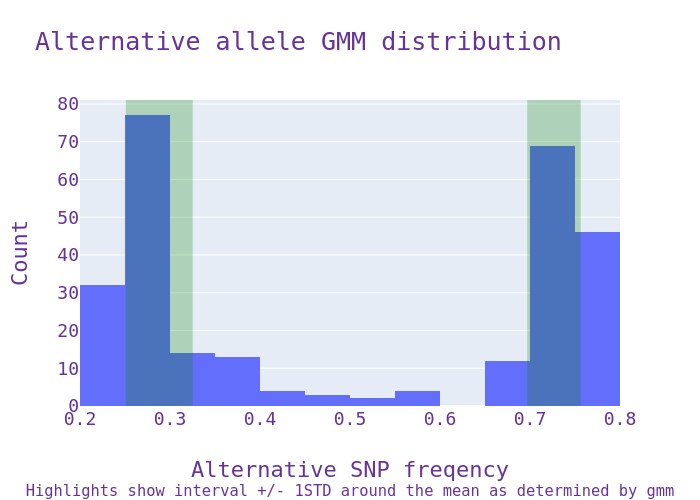 Alternative allele GMM distribution
80
70
60
50
40
30
20
10
0
Count
0.2 0.3 0.4 0.5 0.6 0.7 0.8
Alternative SNP freqency
Highlights show interval +/- 1STD around the mean as determined by gmm